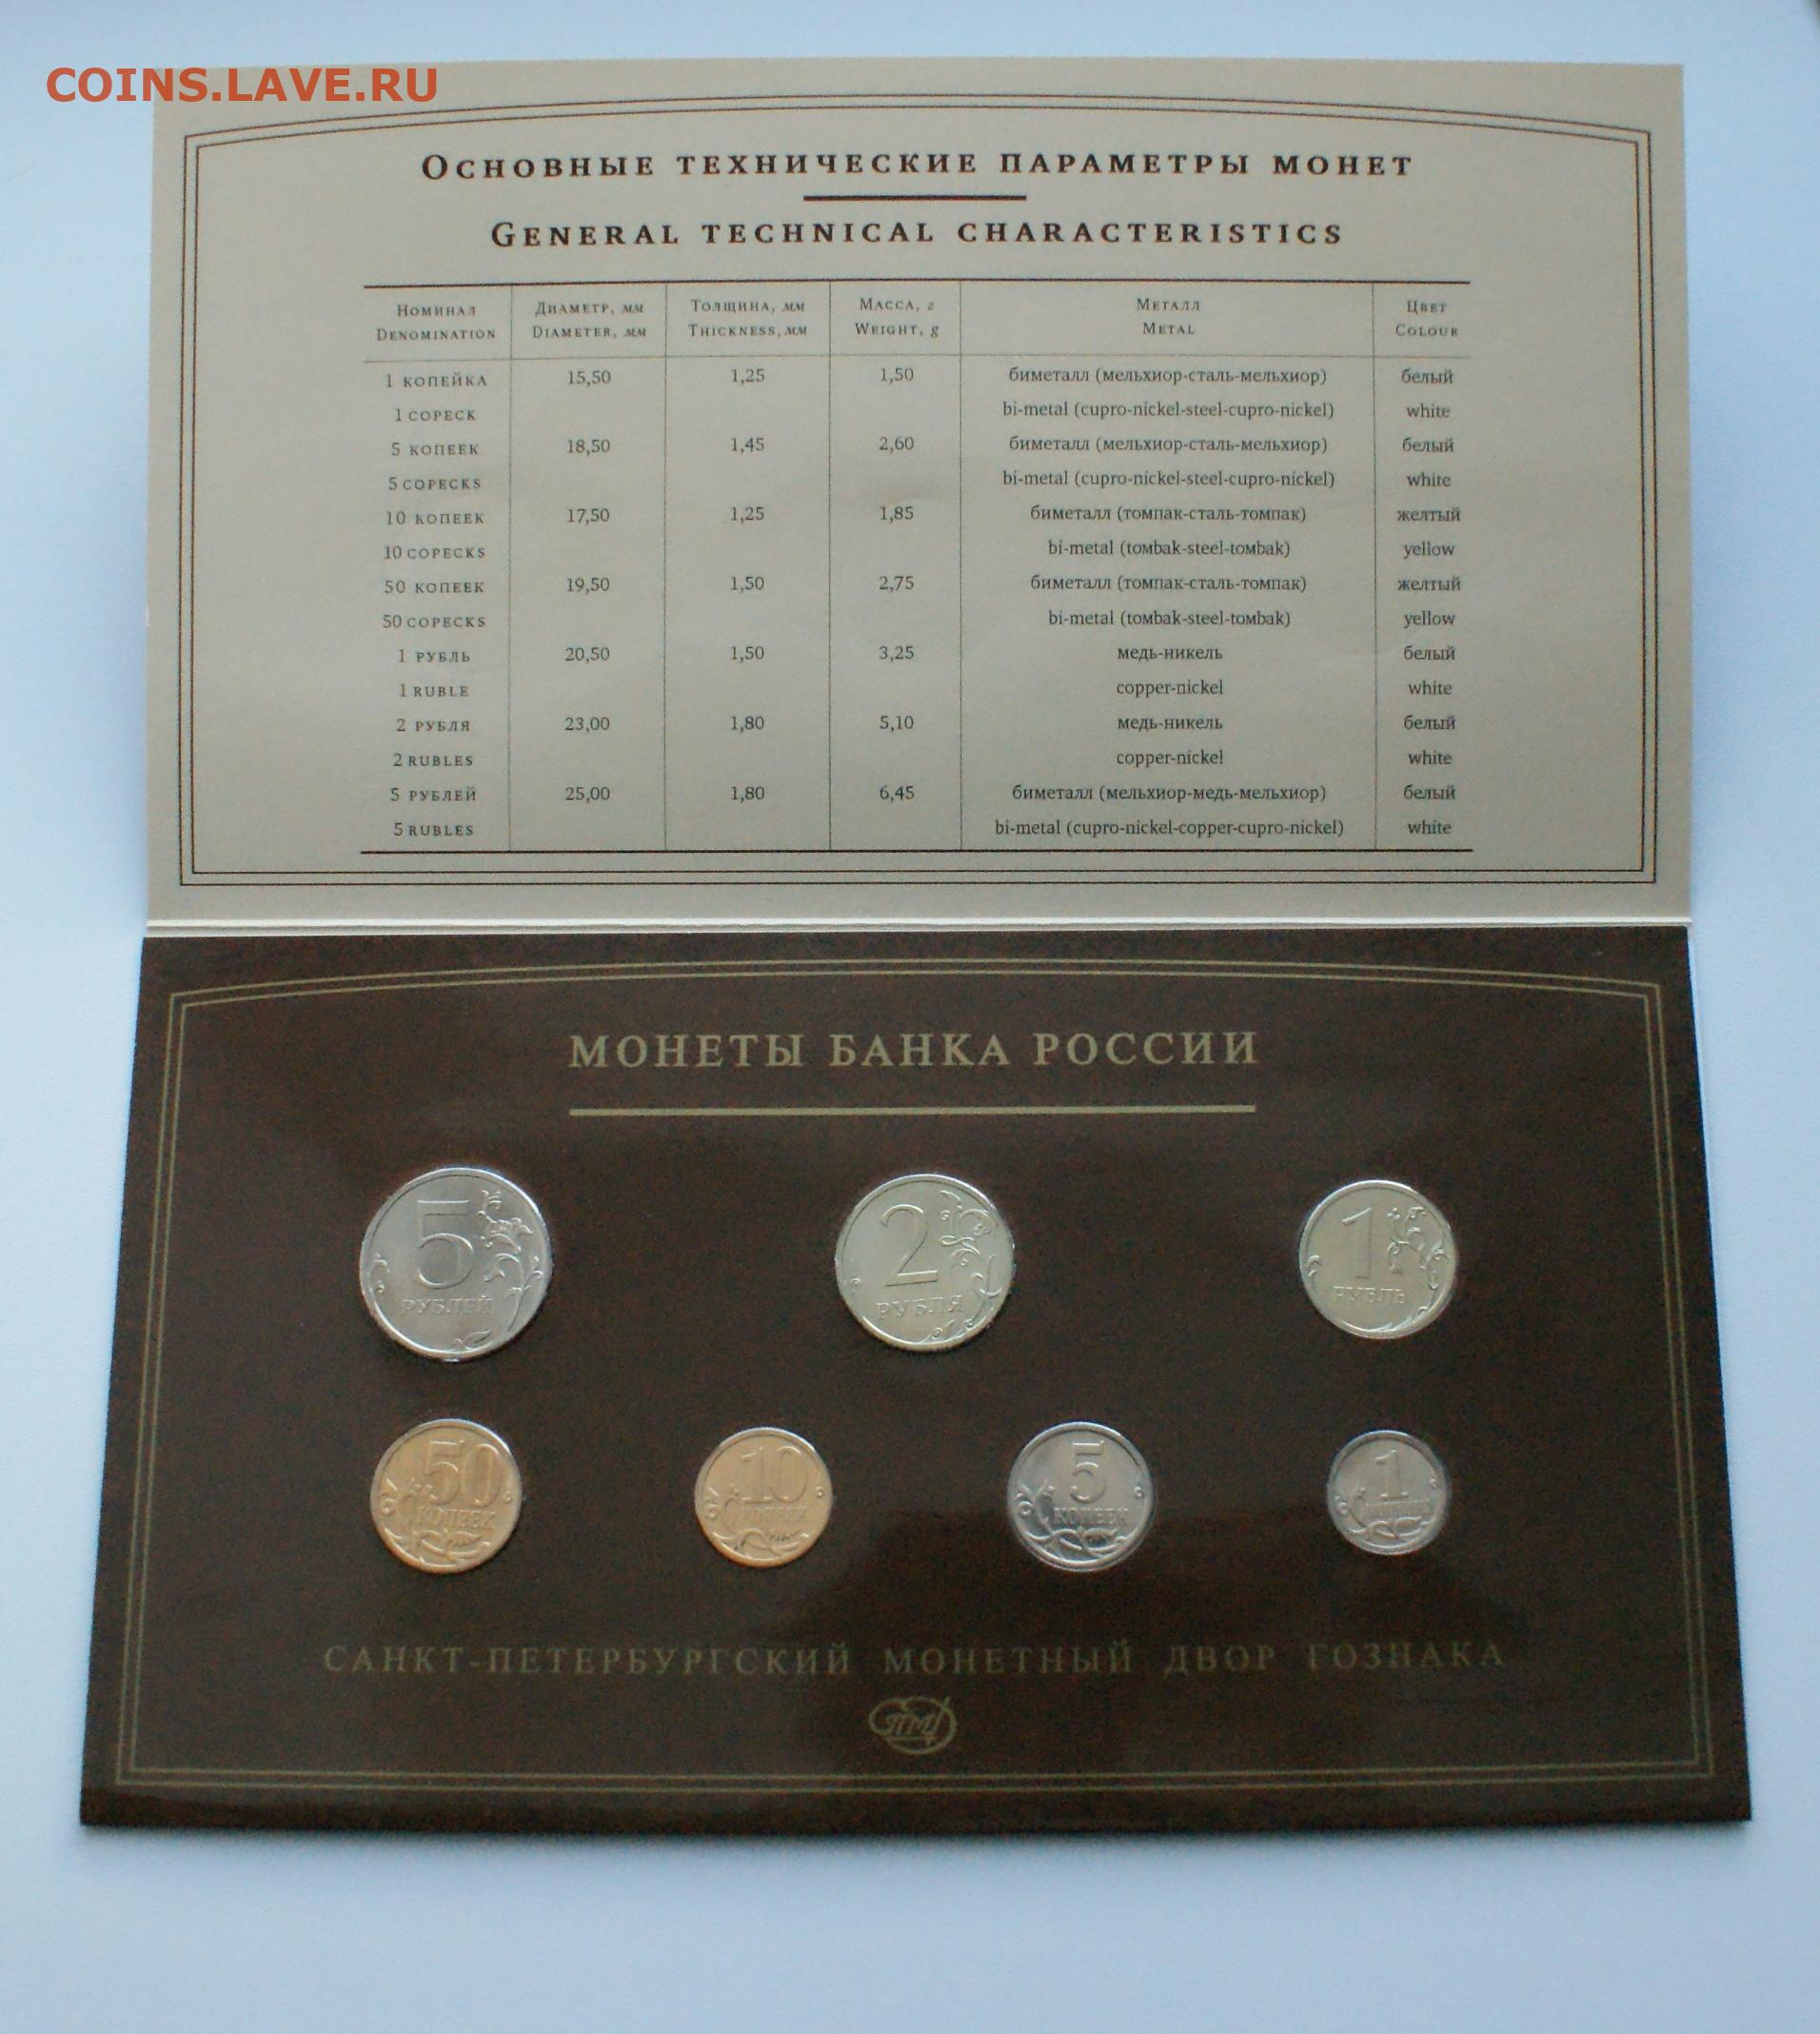 COINS.LAVE.RU
Основные технические параметры монет
General technical characteristics
Номинал Диаметр, мм Толщина, мм Масса, г Металл Цвет
Denomination Diameter, мм Thickness, мм Weight, g Metal Colour
1 копейка 15,50 1,25 1,50 биметалл (мельхиор-сталь-мельхиор) белый
1 copeck bi-metal (cupro-nickel-steel-cupro-nickel) white
5 копеек 18,50 1,45 2,60 биметалл (мельхиор-сталь-мельхиор) белый
5 copecks bi-metal (cupro-nickel-steel-cupro-nickel) white
10 копеек 17,50 1,25 1,85 биметалл (томпак-сталь-томпак) желтый
10 copecks bi-metal (tомbak-steel-tомbak) yellow
50 копеек 19,50 1,50 2,75 биметалл (томпак-сталь-томпак) желтый
50 copecks bi-metal (tомbak-steel-tомbak) yellow
1 рубль 20,50 1,50 3,25 медь-никель белый
1 ruble copper-nickel white
2 рубля 23,00 1,80 5,10 медь-никель белый
2 rubles copper-nickel white
5 рублей 25,00 1,80 6,45 биметалл (мельхиор-медь-мельхиор) белый
5 rubles bi-metal (cupro-nickel-copper-cupro-nickel) white
МОНЕТЫ БАНКА РОССИИ
5 РУБЛЕЙ
2 РУБЛЯ
1 РУБЛЬ
50 КОПЕЕК
10 КОПЕЕК
5 КОПЕЕК
1
САНКТ-ПЕТЕРБУРГСКИЙ МОНЕТНЫЙ ДВОР ГОЗНАКА